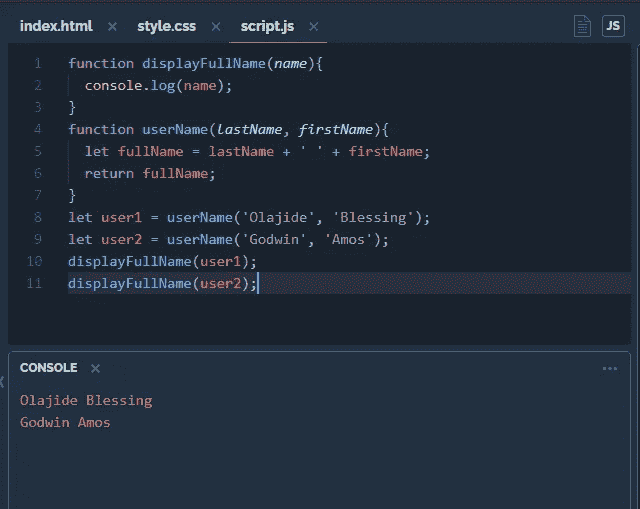 index.html × style.css × script.js × JS
1 function displayFullName(name){
2 console.log(name);
3 }
4 function userName(lastName, firstName){
5 let fullName = lastName + ' ' + firstName;
6 return fullName;
7 }
8 let user1 = userName('Olajide', 'Blessing');
9 let user2 = userName('Godwin', 'Amos');
10 displayFullName(user1);
11 displayFullName(user2);
CONSOLE × ...
Olajide Blessing
Godwin Amos